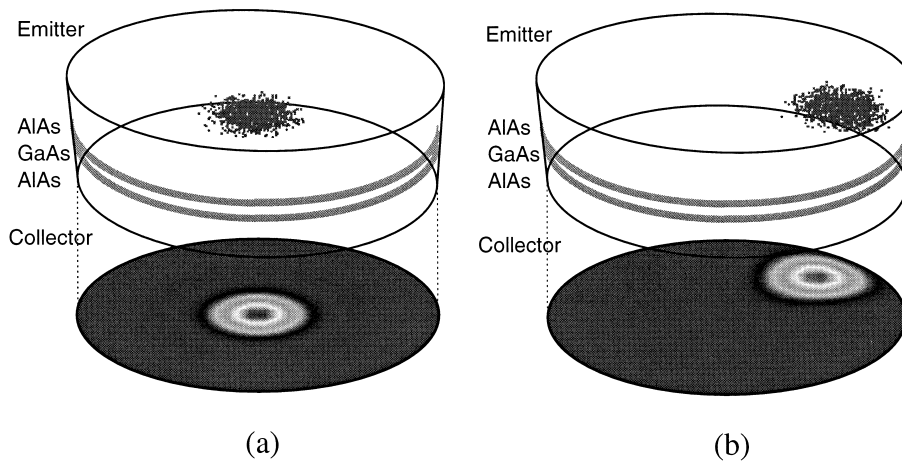 Emitter
AlAs
GaAs
AlAs
Collector
(a)
Emitter
AlAs
GaAs
AlAs
Collector
(b)